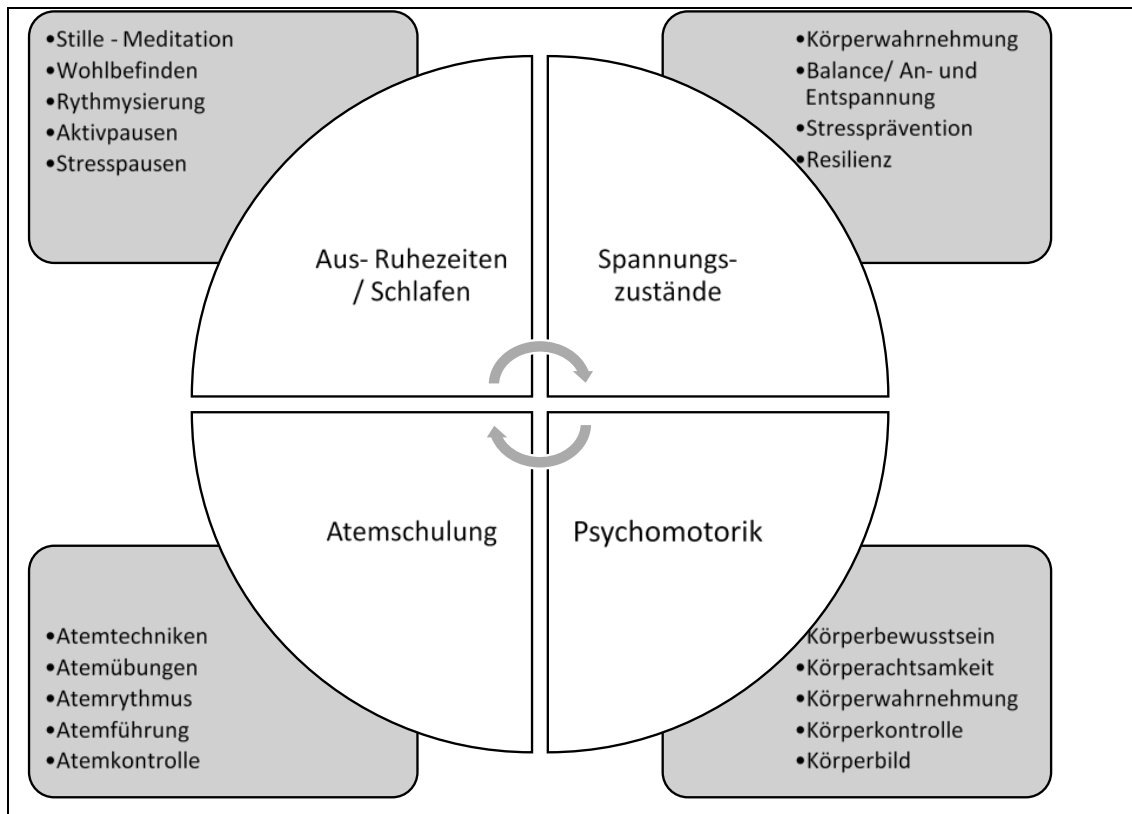 •Stille - Meditation
•Wohlbefinden
•Rythmysierung
•Aktivpausen
•Stresspausen
•Körperwahrnehmung
•Balance/ An- und
Entspannung
•Stressprävention
•Resilienz
Aus- Ruhezeiten
/ Schlafen
Spannungs-
zustände
Atemschulung
Psychomotorik
•Atemtechniken
•Atemübungen
•Atemrythmus
•Atemführung
•Atemkontrolle
•Körperbewusstsein
•Körperachtsamkeit
•Körperwahrnehmung
•Körperkontrolle
•Körperbild